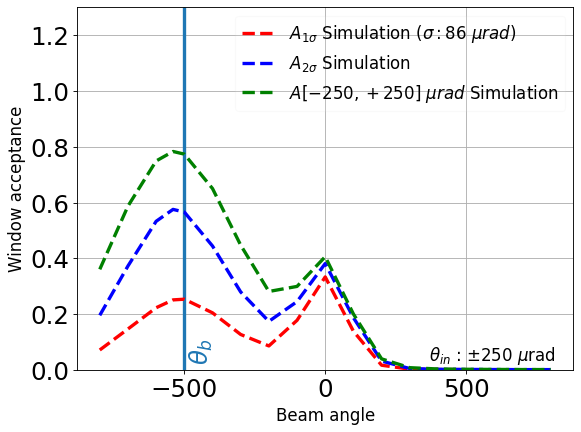 A1σ Simulation (σ: 86 μrad)
A2σ Simulation
A[−250, +250] μrad Simulation
1.2
1.0
0.8
0.6
0.4
0.2
0.0
Window acceptance
θb
θin : ±250 μrad
−500 0 500
Beam angle